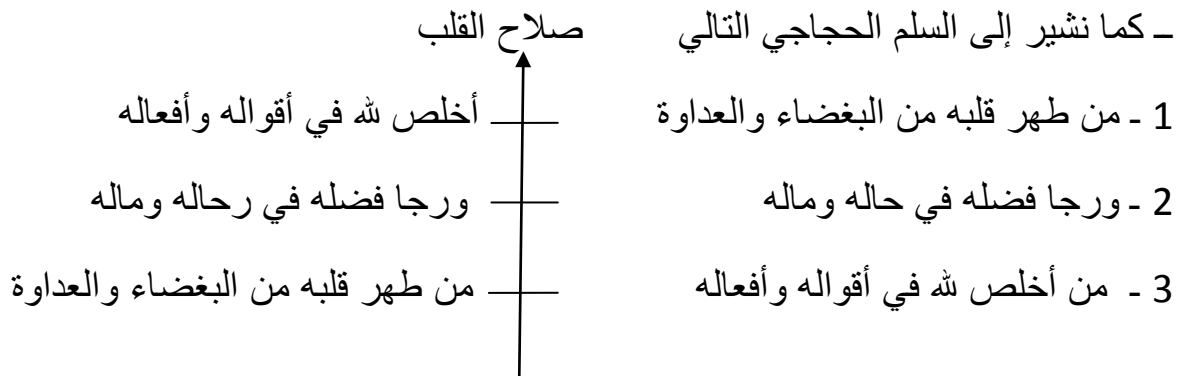 ــ كما نشير إلى السلم الحجاجي التالي صلاح القلب
1 ـ من طهر قلبه من البغضاء والعداوة أخلص لله في أقواله وأفعاله
2 ـ ورجا فضله في حاله وماله ورجا فضله في رحاله وماله
3 ـ من أخلص لله في أقواله وأفعاله من طهر قلبه من البغضاء والعداوة